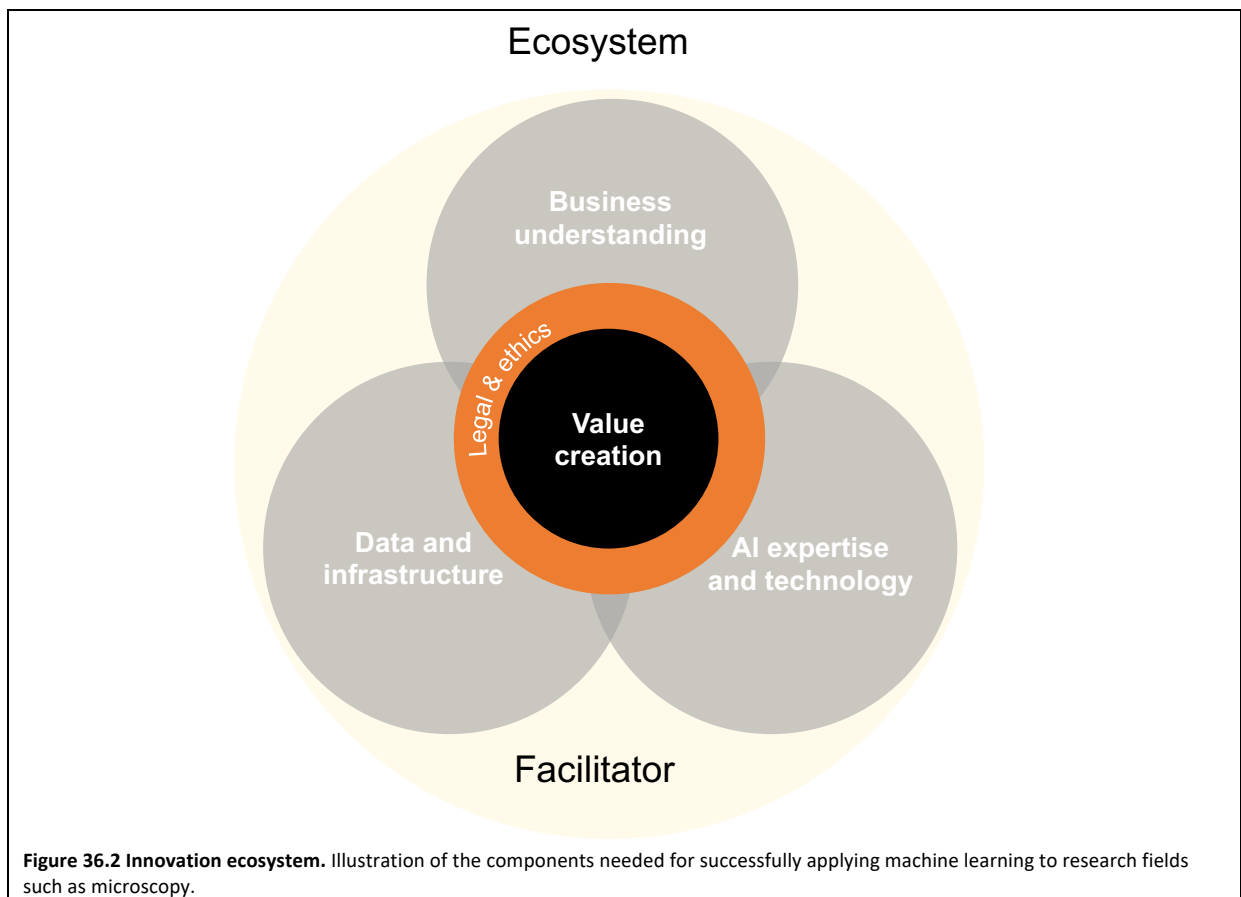 Ecosystem
Business
understanding
Legal & ethics
Value
creation
Data and
infrastructure
AI expertise
and technology
Facilitator
Figure 36.2 Innovation ecosystem. Illustration of the components needed for successfully applying machine learning to research fields
such as microscopy.